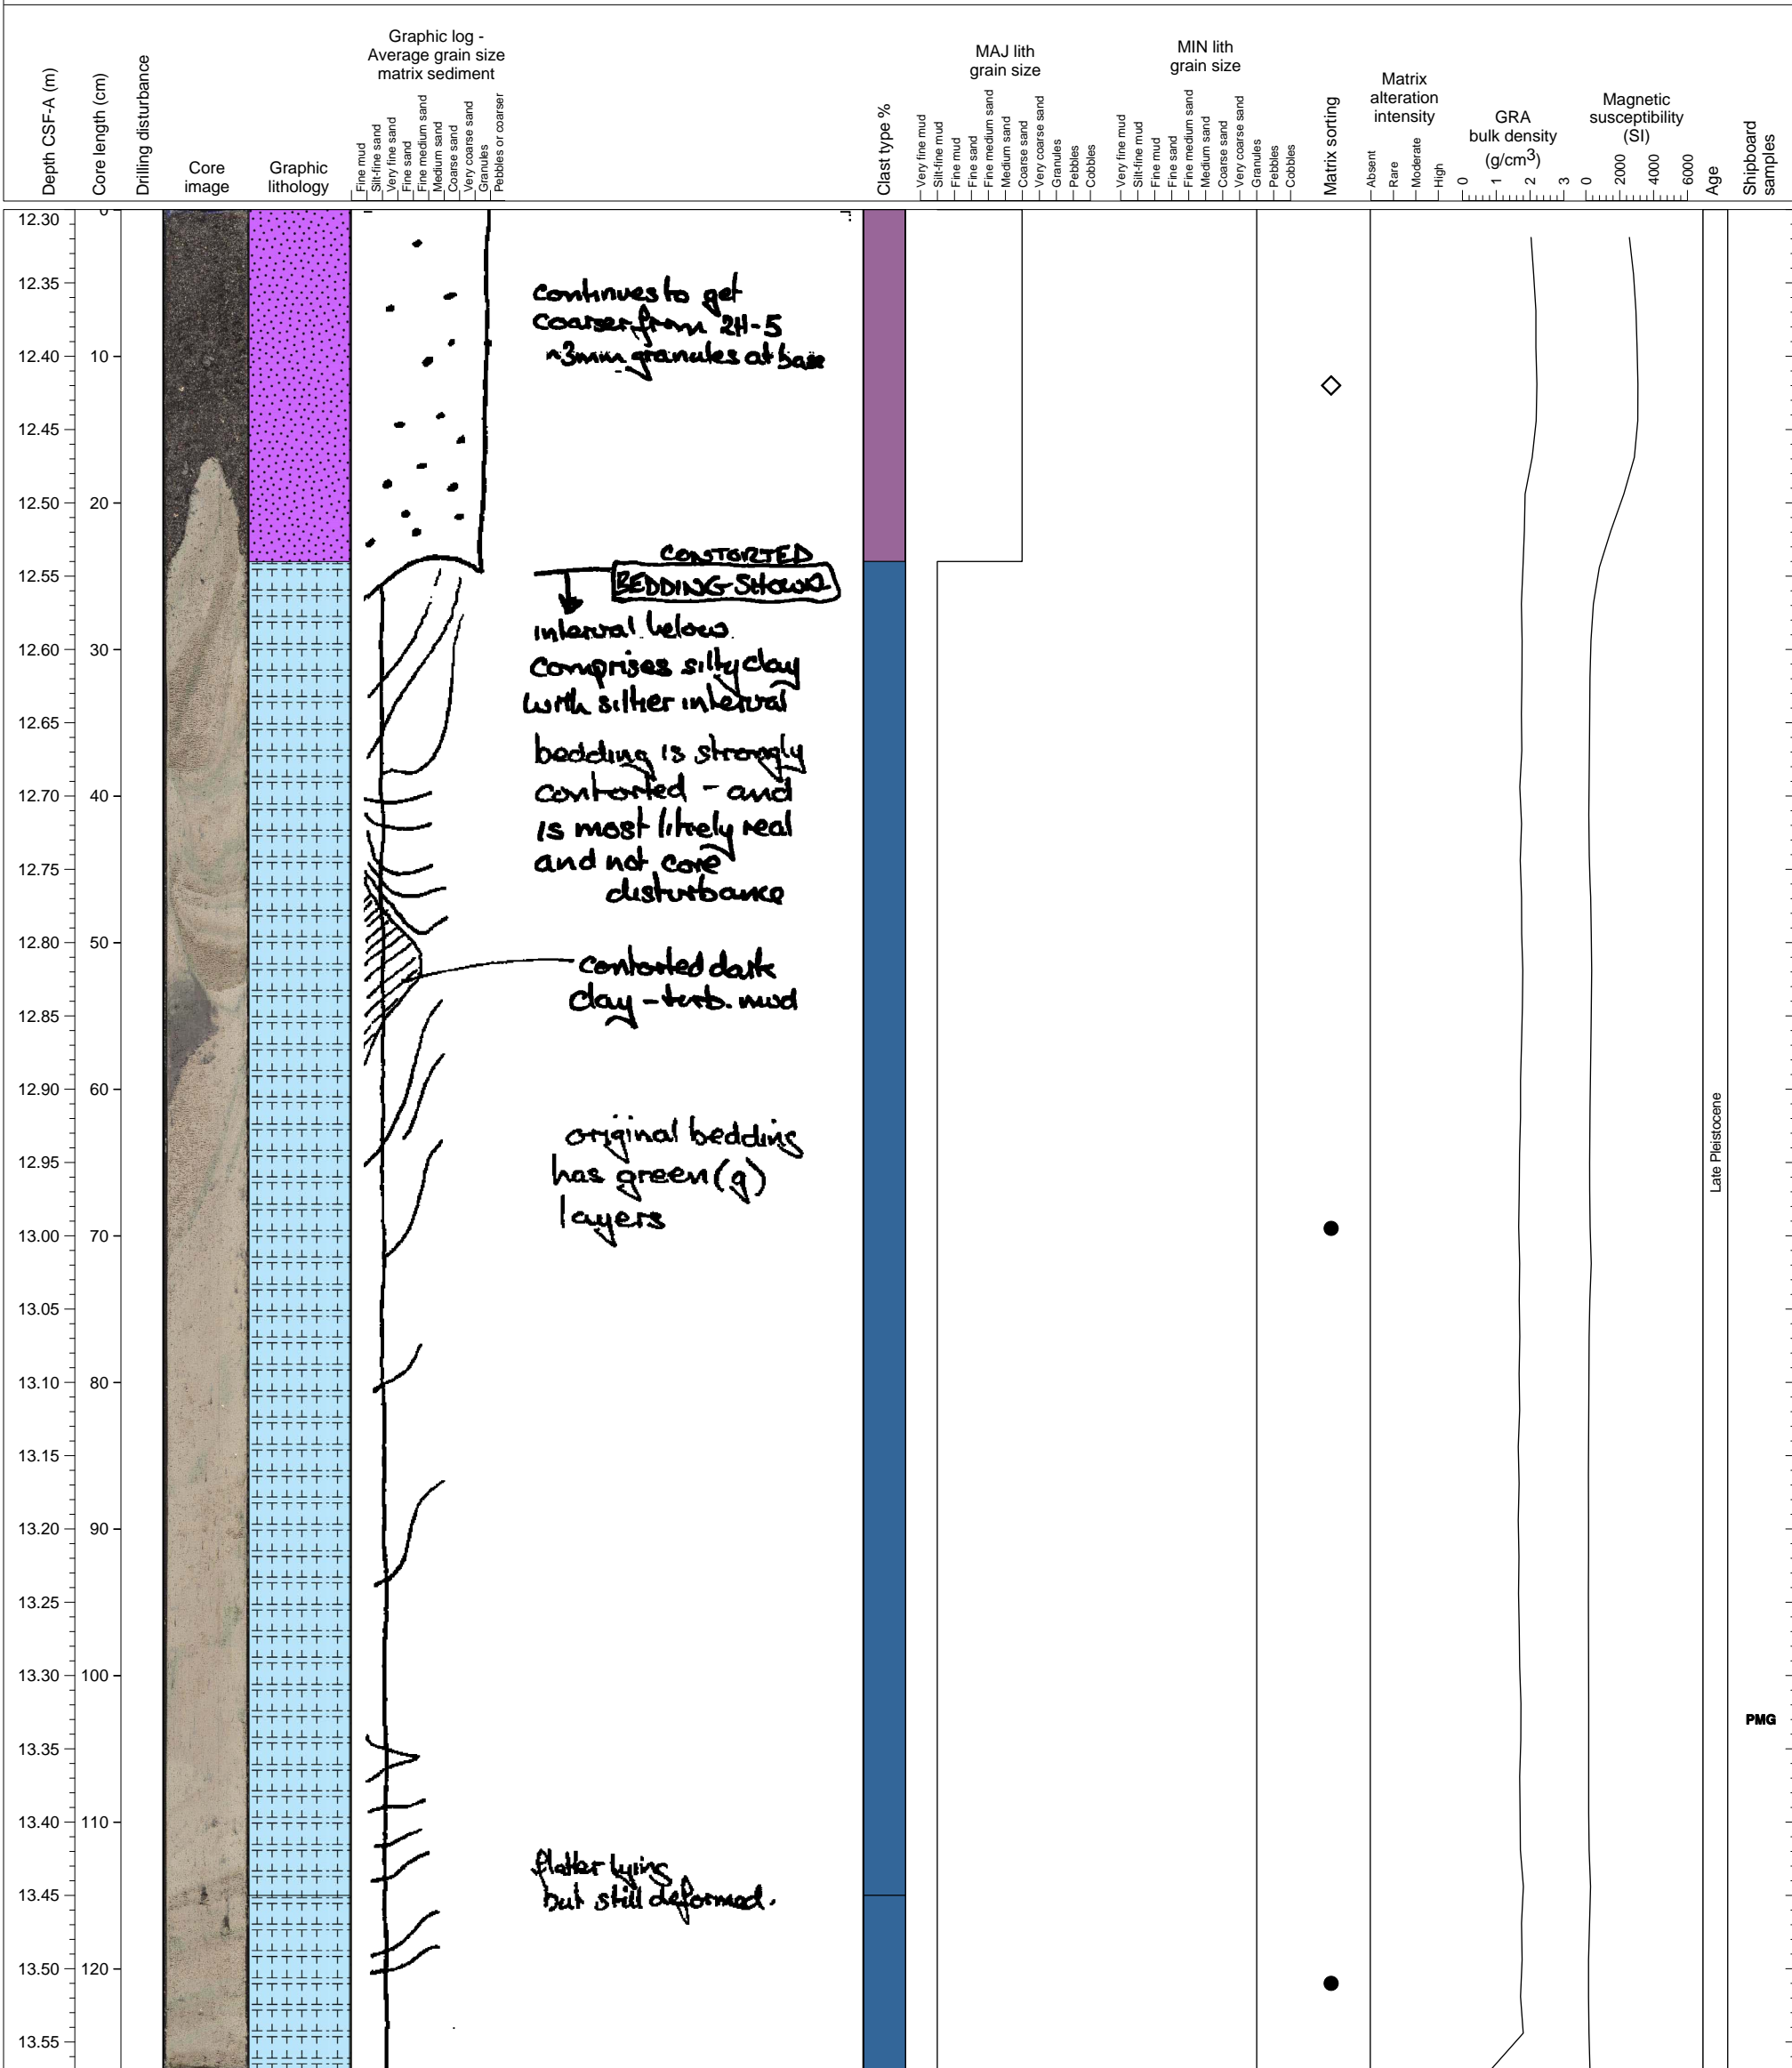 Depth CSF-A (m)
Core length (cm)
Drilling disturbance
Core
image
Graphic
lithology
Graphic log -
Average grain size
matrix sediment
Fine mud
Silt-fine sand
Very fine sand
Fine sand
Fine medium sand
Medium sand
Coarse sand
Very coarse sand
Granules
Pebbles or coarser
Clast type %
MAJ lith
grain size
Very fine mud
Silt-fine mud
Fine mud
Fine sand
Fine medium sand
Medium sand
Coarse sand
Very coarse sand
Granules
Pebbles
Cobbles
MIN lith
grain size
Very fine mud
Silt-fine mud
Fine mud
Fine sand
Fine medium sand
Medium sand
Coarse sand
Very coarse sand
Granules
Pebbles
Cobbles
Matrix sorting
Matrix
alteration
intensity
Absent
Rare
Moderate
High
GRA
bulk density
(g/cm3)
0 1 2 3
Magnetic
susceptibility
(SI)
0 2000 4000 6000
Age
Shipboard
samples
12.30 0
12.35
12.40 10
12.45
12.50 20
12.55
12.60 30
12.65
12.70 40
12.75
12.80 50
12.85
12.90 60
12.95
13.00 70
13.05
13.10 80
13.15
13.20 90
13.25
13.30 100
13.35
13.40 110
13.45
13.50 120
13.55
continues to get
coarser from 2H-5
~3mm granules at base
CONTORTED
BEDDING SHOWN
interval below
comprises silty clay
with siltier interval
bedding is strongly
contorted - and
is most likely real
and not core
disturbance
contorted dark
clay - turb. mud
original bedding
has green (g)
layers
flatter lying
but still deformed.
Late Pleistocene
PMG